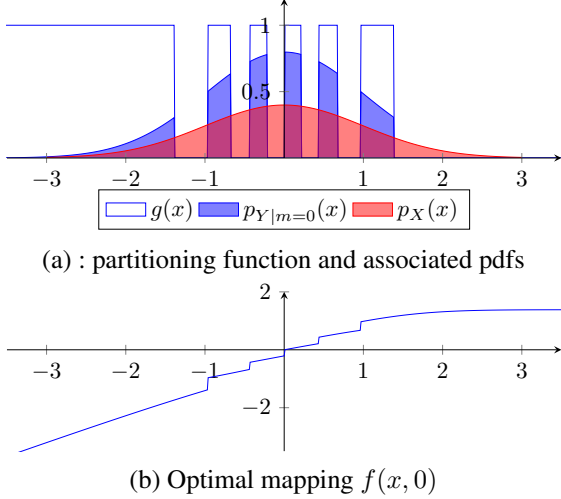 1
0.5
−3 −2 −1 1 2 3
g(x) p_{Y|m=0}(x) p_X(x)
(a) : partitioning function and associated pdfs
2
−3 −2 −1 1 2 3
−2
(b) Optimal mapping f(x, 0)